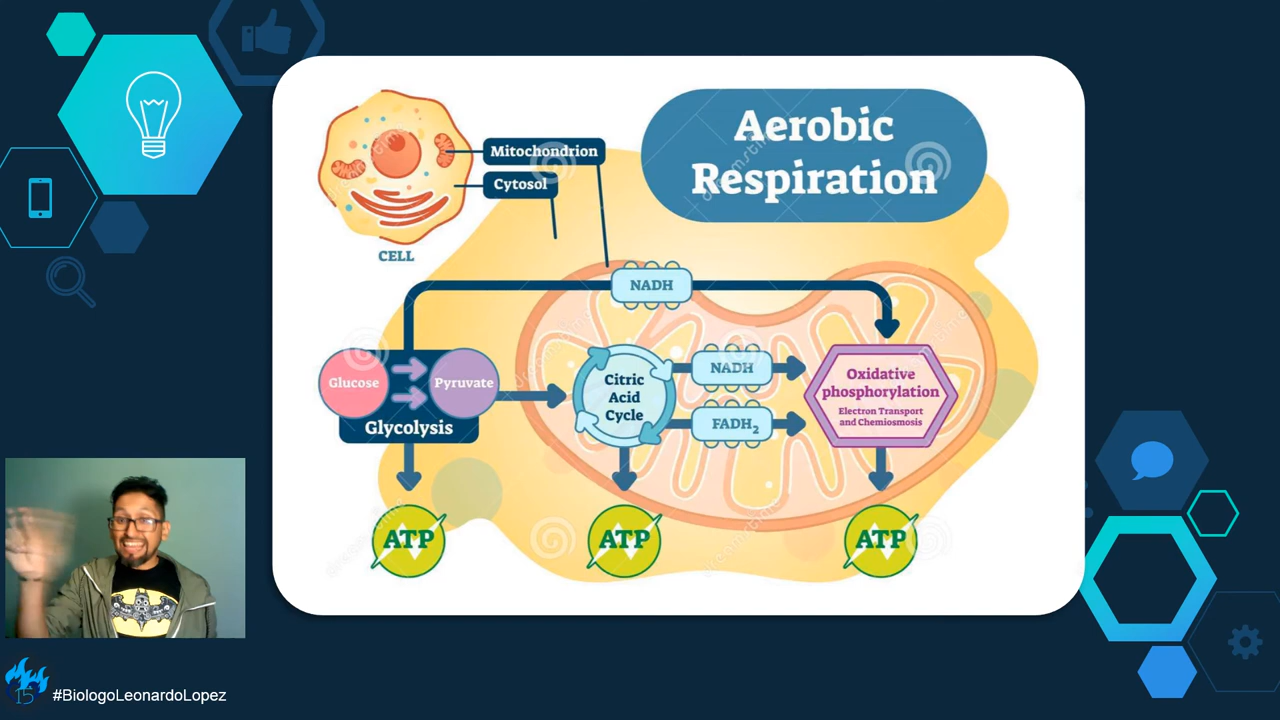 Aerobic
Respiration
Mitochondrion
Cytosol
CELL
NADH
Glucose
Pyruvate
Glycolysis
Citric
Acid
Cycle
NADH
FADH₂
Oxidative
phosphorylation
Electron Transport
and Chemiosmosis
ATP
ATP
ATP
15
#BiologoLeonardoLopez